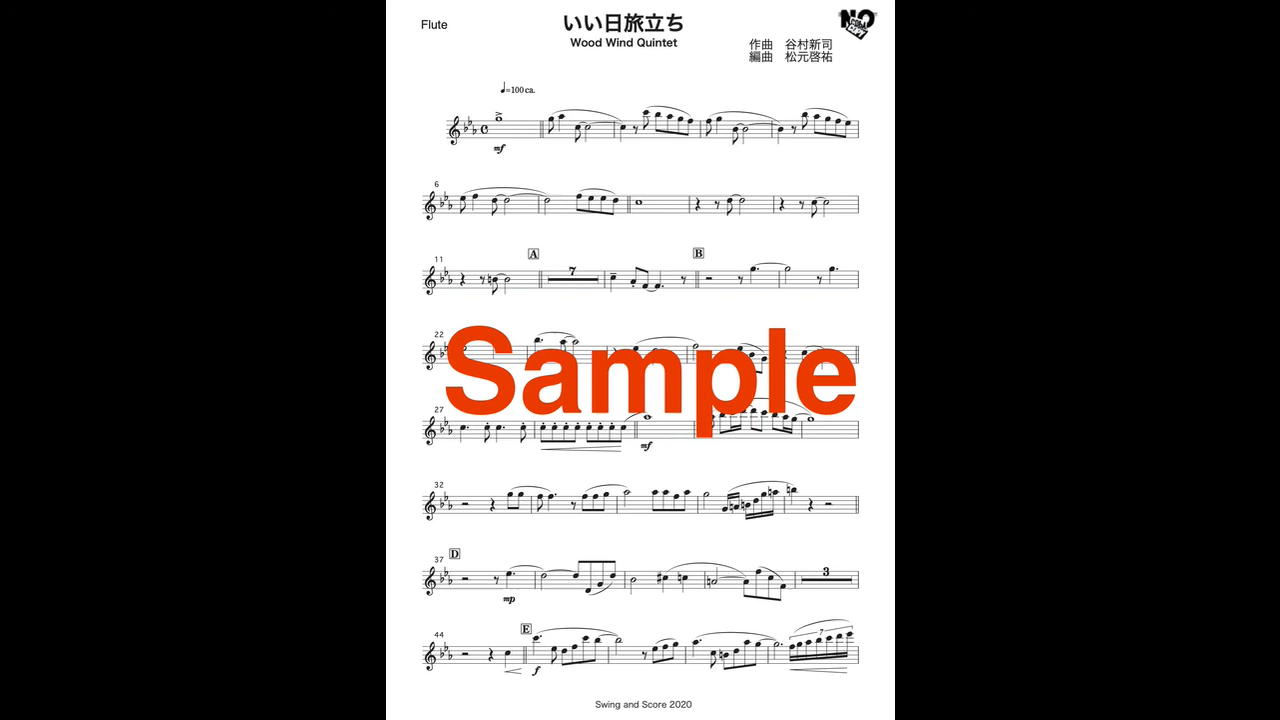 Flute
いい日旅立ち
Wood Wind Quintet
NO
COPY
作曲 谷村新司
編曲 松元啓祐
♩=100 ca.
mf
6
11
A
7
B
22
Sample
27
mf
32
37
D
mp
3
44
E
f
7
Swing and Score 2020